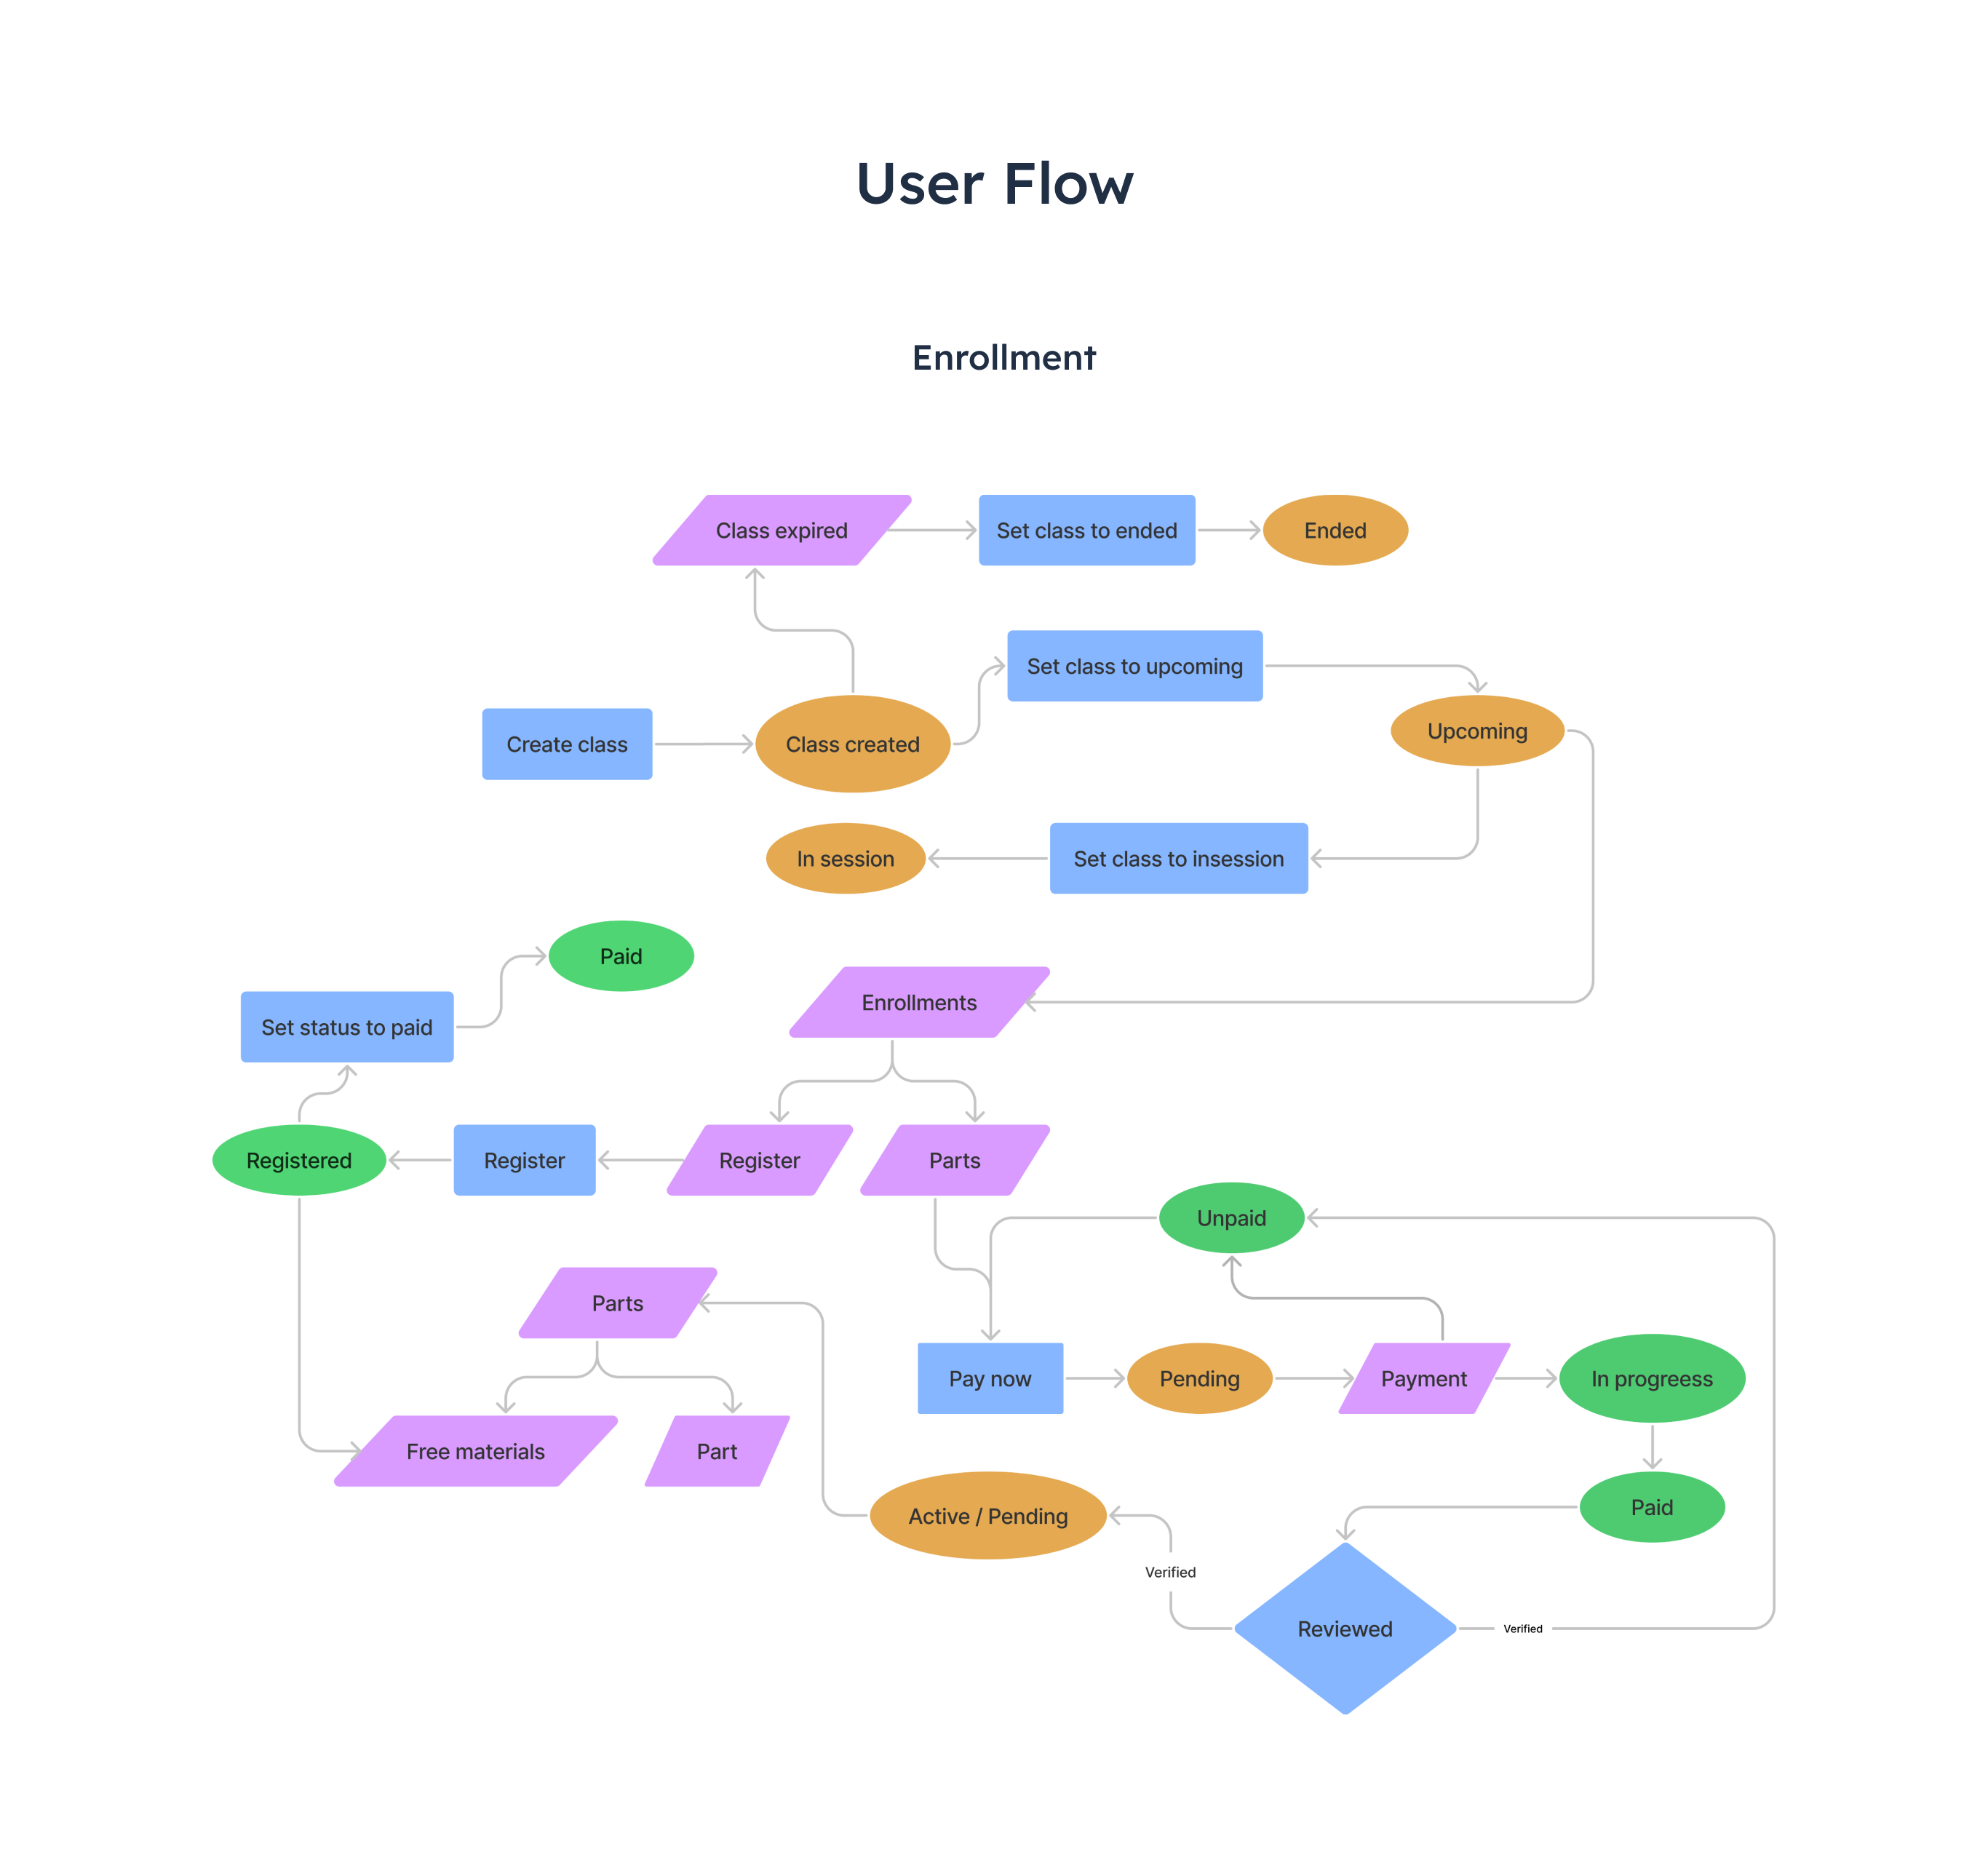 User Flow
Enrollment
Class expired
Set class to ended
Ended
Set class to upcoming
Upcoming
Create class
Class created
In session
Set class to insession
Paid
Enrollments
Set status to paid
Registered
Register
Register
Parts
Unpaid
Parts
Pay now
Pending
Payment
In progreess
Free materials
Part
Active / Pending
Paid
Verified
Reviewed
Verified